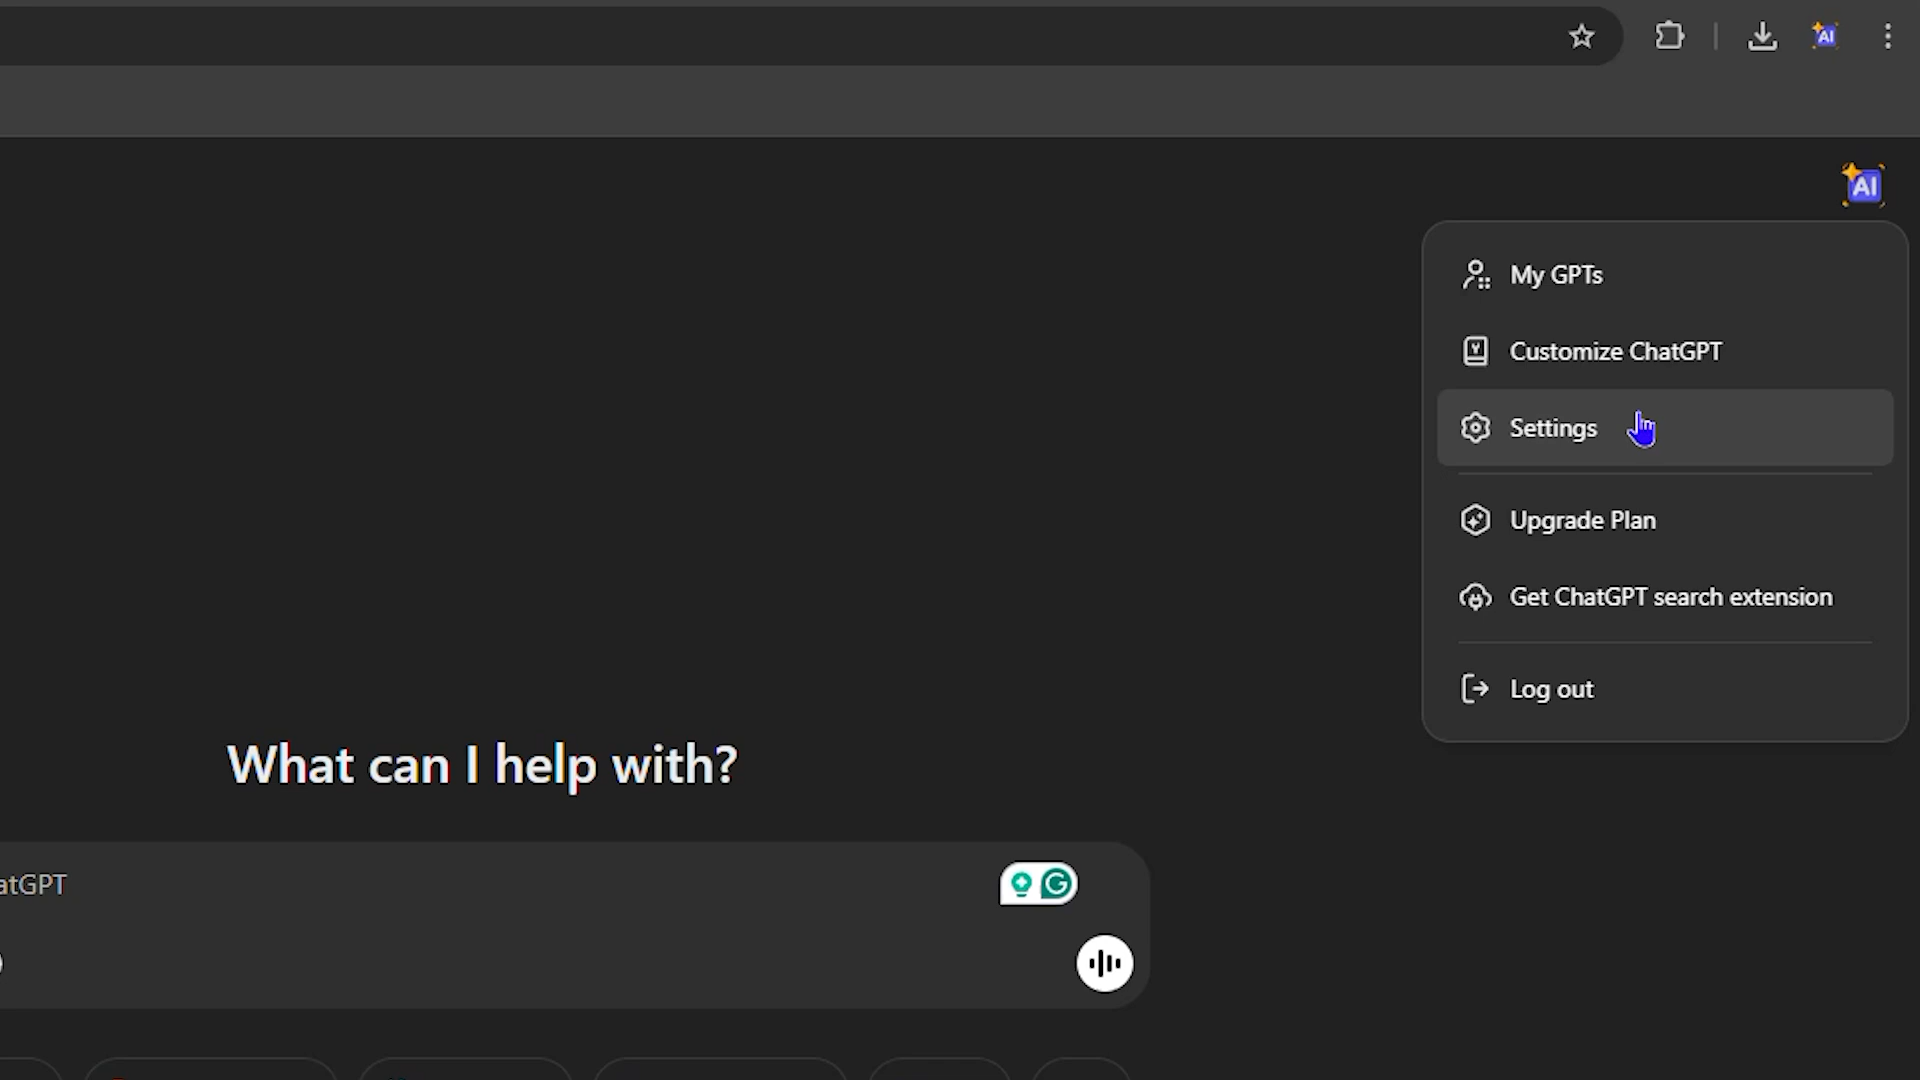 AI
AI
My GPTs
Customize ChatGPT
Settings
Upgrade Plan
Get ChatGPT search extension
Log out
What can I help with?
atGPT